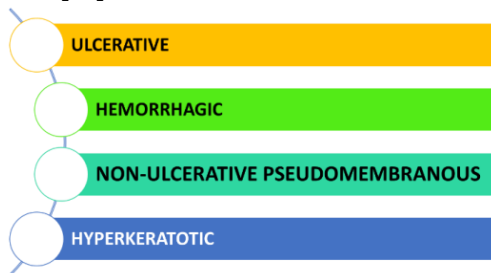 ULCERATIVE
HEMORRHAGIC
NON-ULCERATIVE PSEUDOMEMBRANOUS
HYPERKERATOTIC